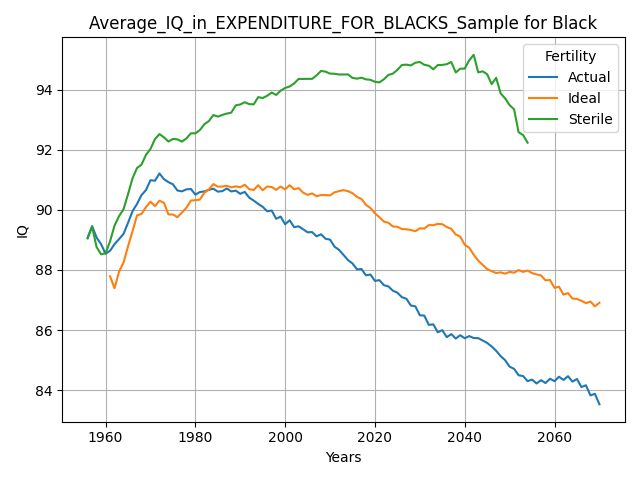 Average_IQ_in_EXPENDITURE_FOR_BLACKS_Sample for Black
Fertility
Actual
Ideal
Sterile
94
92
90
88
86
84
IQ
1960
1980
2000
2020
2040
2060
Years